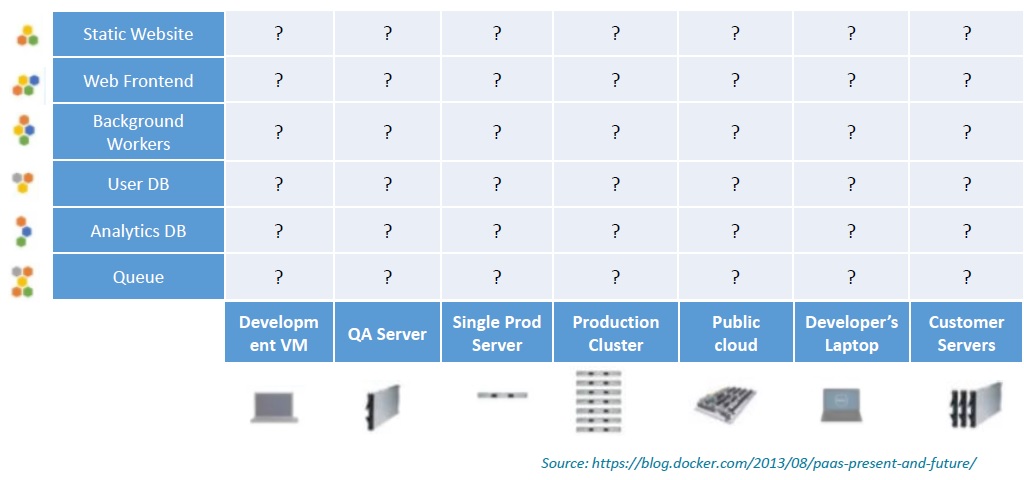 Static Website ? ? ? ? ? ? ?
Web Frontend ? ? ? ? ? ? ?
Background
Workers ? ? ? ? ? ? ?
User DB ? ? ? ? ? ? ?
Analytics DB ? ? ? ? ? ? ?
Queue ? ? ? ? ? ? ?
Developm
ent VM
QA Server
Single Prod
Server
Production
Cluster
Public
cloud
Developer’s
Laptop
Customer
Servers
Source: https://blog.docker.com/2013/08/paas-present-and-future/